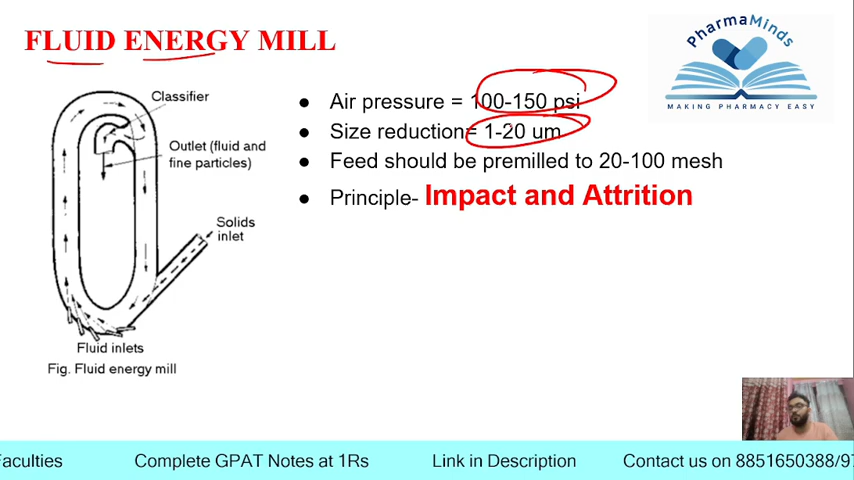 FLUID ENERGY MILL
PharmaMinds
MAKING PHARMACY EASY
Classifier
Outlet (fluid and
fine particles)
Solids
inlet
Fluid inlets
Fig. Fluid energy mill
● Air pressure = 100-150 psi
● Size reduction= 1-20 um
● Feed should be premilled to 20-100 mesh
● Principle- Impact and Attrition
Faculties Complete GPAT Notes at 1Rs Link in Description Contact us on 8851650388/97